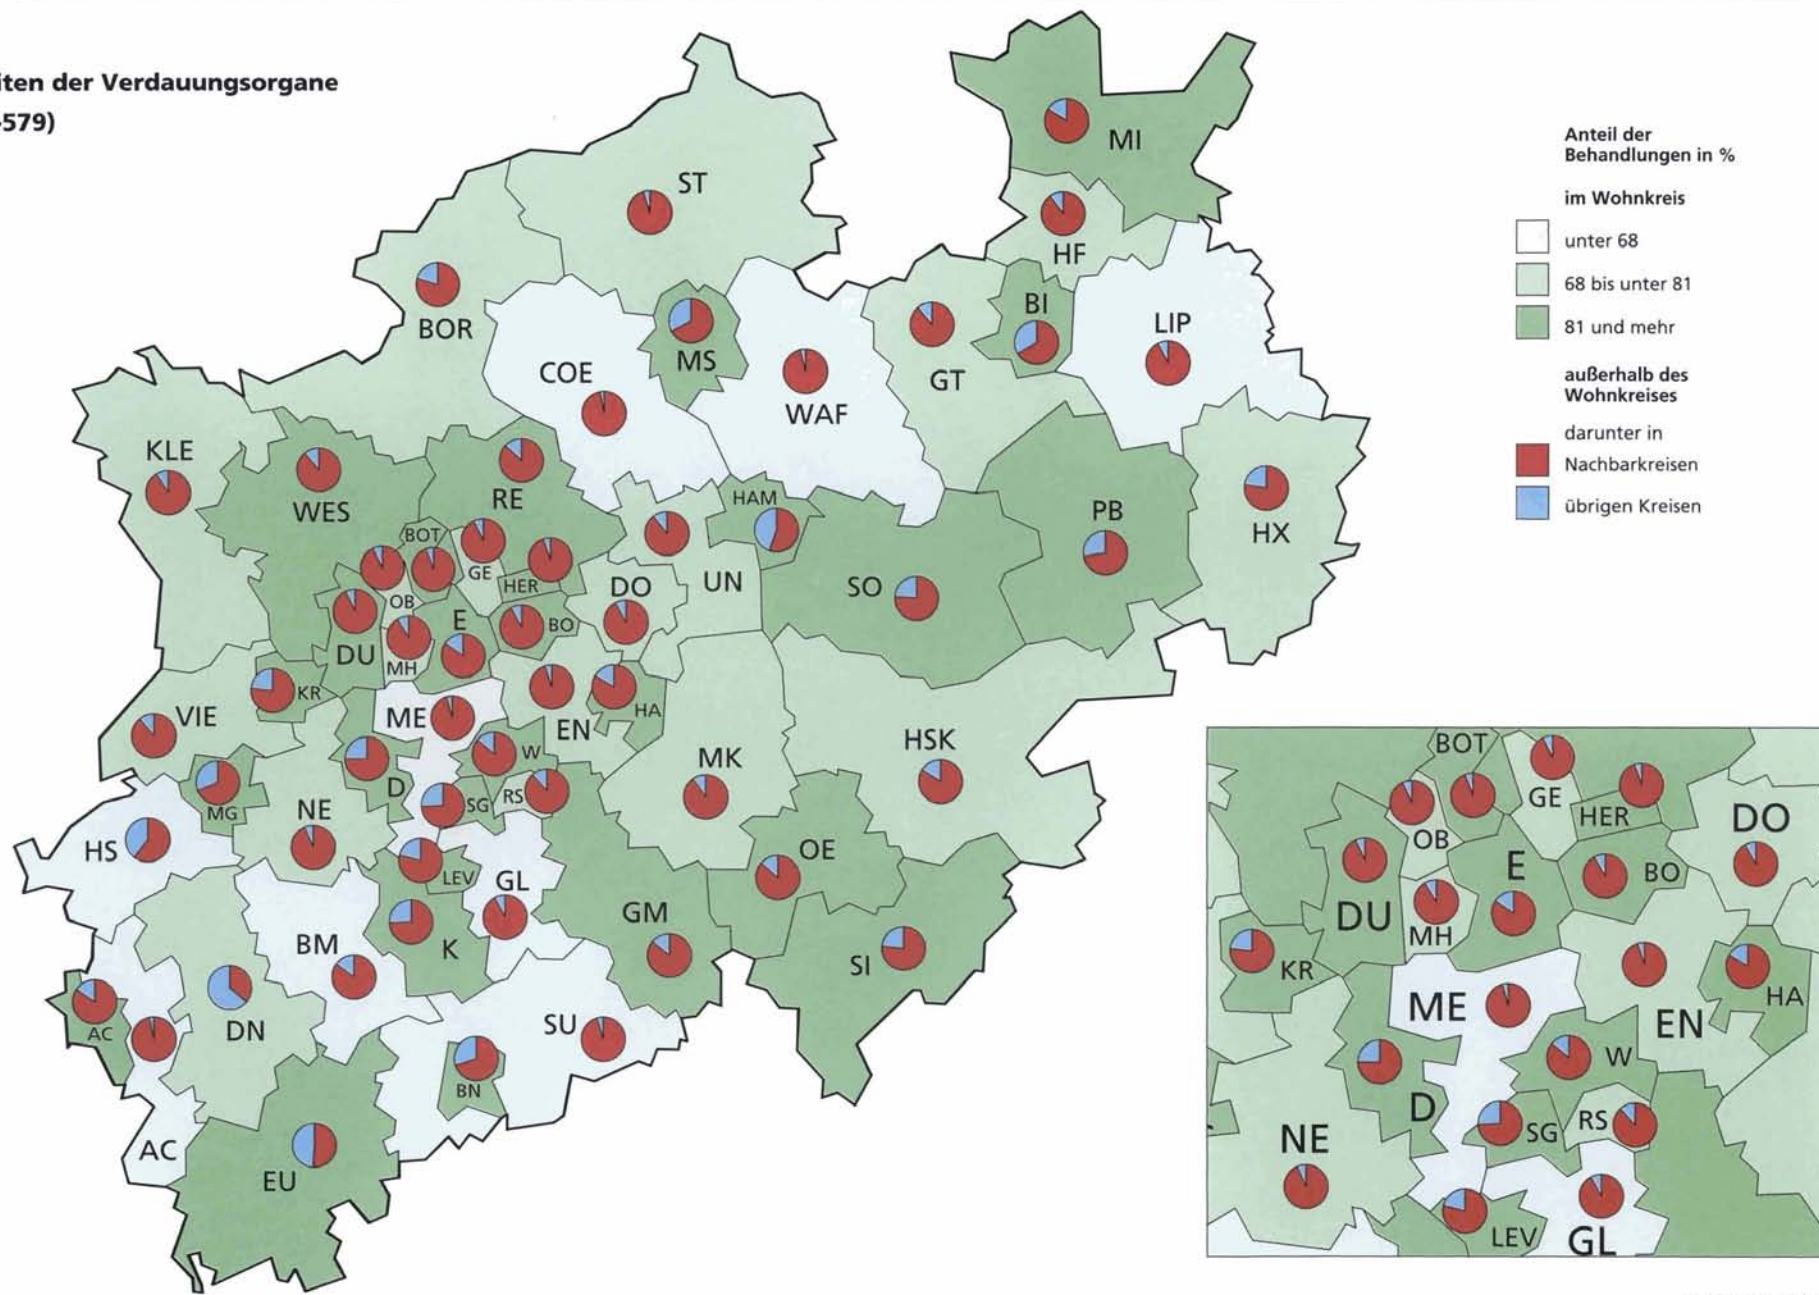 iten der Verdauungsorgane
-579)
Anteil der
Behandlungen in %
im Wohnkreis
unter 68
68 bis unter 81
81 und mehr
außerhalb des
Wohnkreises
darunter in
Nachbarkreisen
übrigen Kreisen
MI
ST
HF
BI
BOR
LIP
MS
COE
GT
WAF
KLE
RE
HAM
WES
PB
HX
BOT
GE
HER
DO
UN
SO
OB
E
BO
DU
MH
KR
HA
VIE
ME
EN
W
HSK
MK
D
RS
SG
MG
NE
HS
OE
LEV
GL
GM
BM
K
SI
SU
DN
AC
BN
AC
EU
BOT
GE
HER
DO
OB
E
BO
DU
MH
KR
HA
ME
EN
W
D
RS
SG
NE
LEV
GL